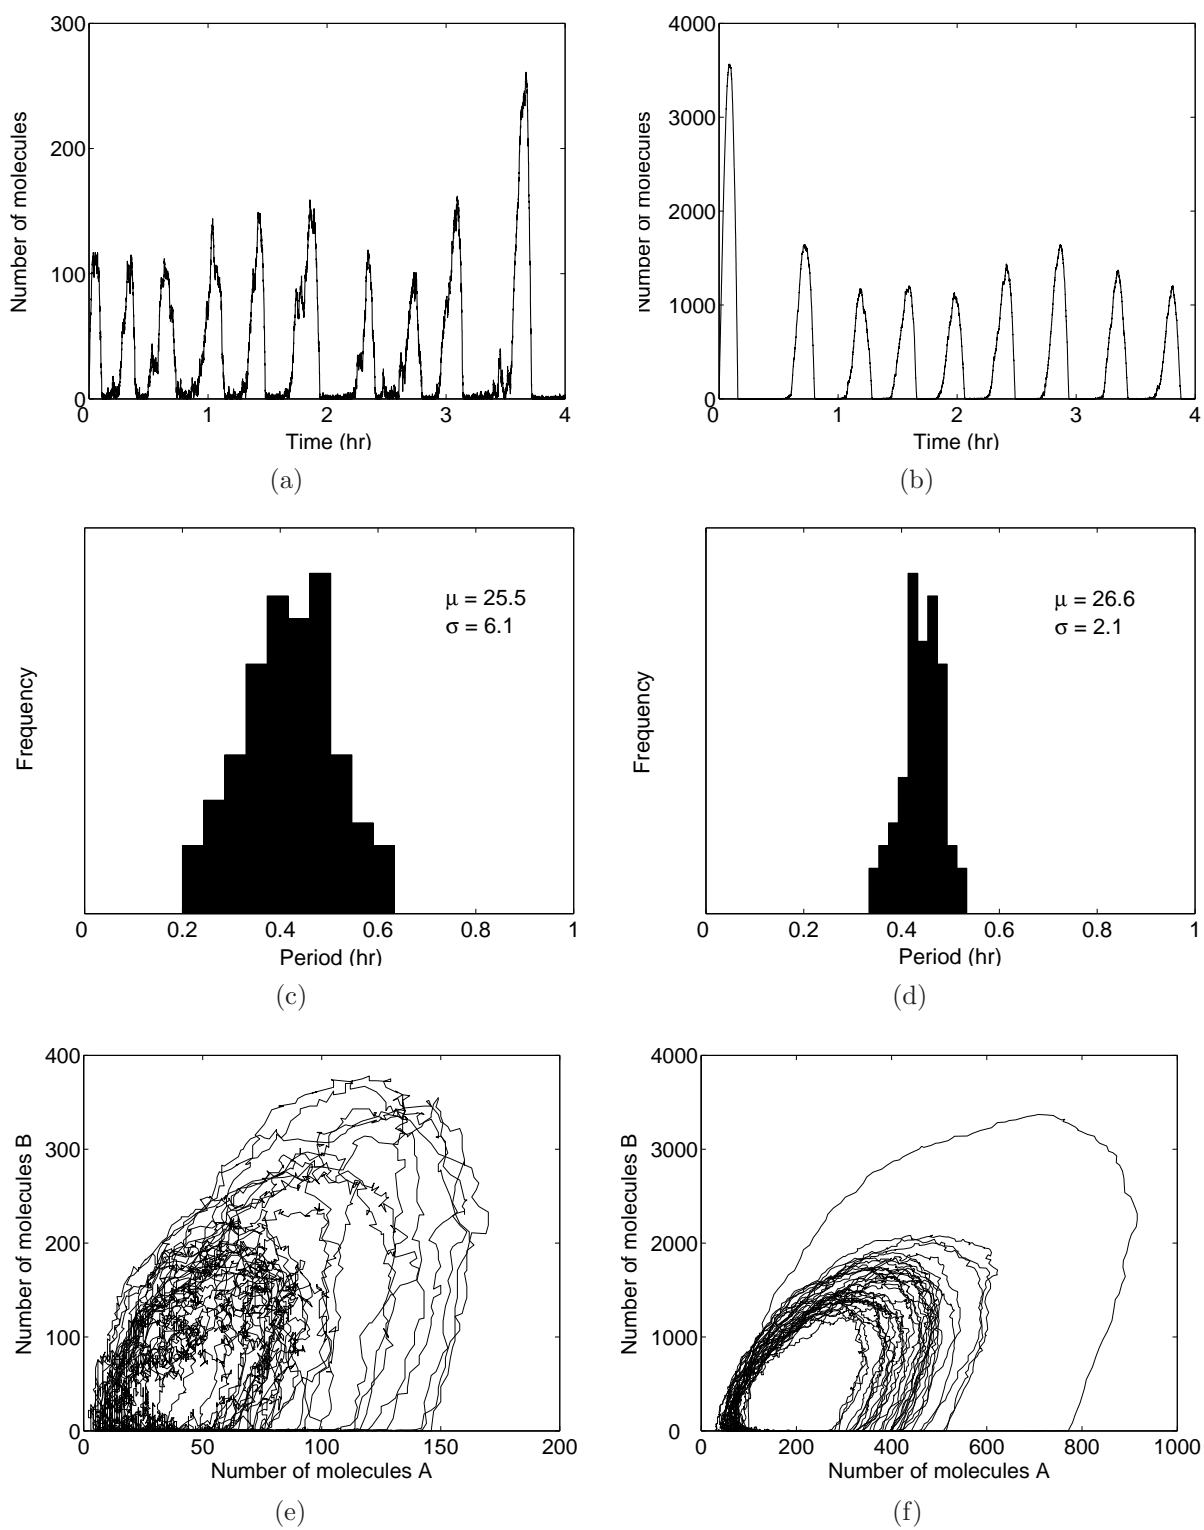 300
200
100
0
0 1 2 3 4
Number of molecules
Time (hr)
(a)
4000
3000
2000
1000
0
0 1 2 3 4
Number of molecules
Time (hr)
(b)
μ = 25.5
σ = 6.1
Frequency
0 0.2 0.4 0.6 0.8 1
Period (hr)
(c)
μ = 26.6
σ = 2.1
Frequency
0 0.2 0.4 0.6 0.8 1
Period (hr)
(d)
400
300
200
100
0
0 50 100 150 200
Number of molecules B
Number of molecules A
(e)
4000
3000
2000
1000
0
0 200 400 600 800 1000
Number of molecules B
Number of molecules A
(f)